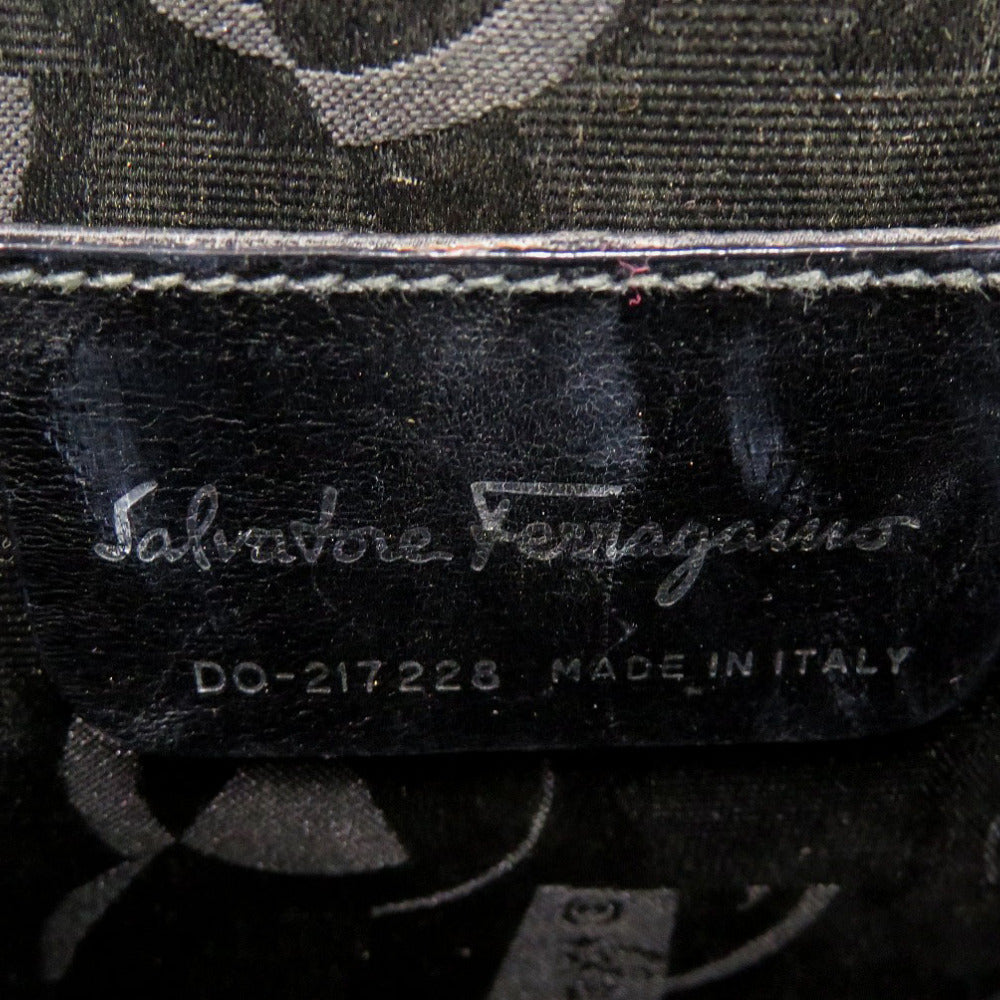 Salvatore Ferragamo
DO-217228 MADE IN ITALY